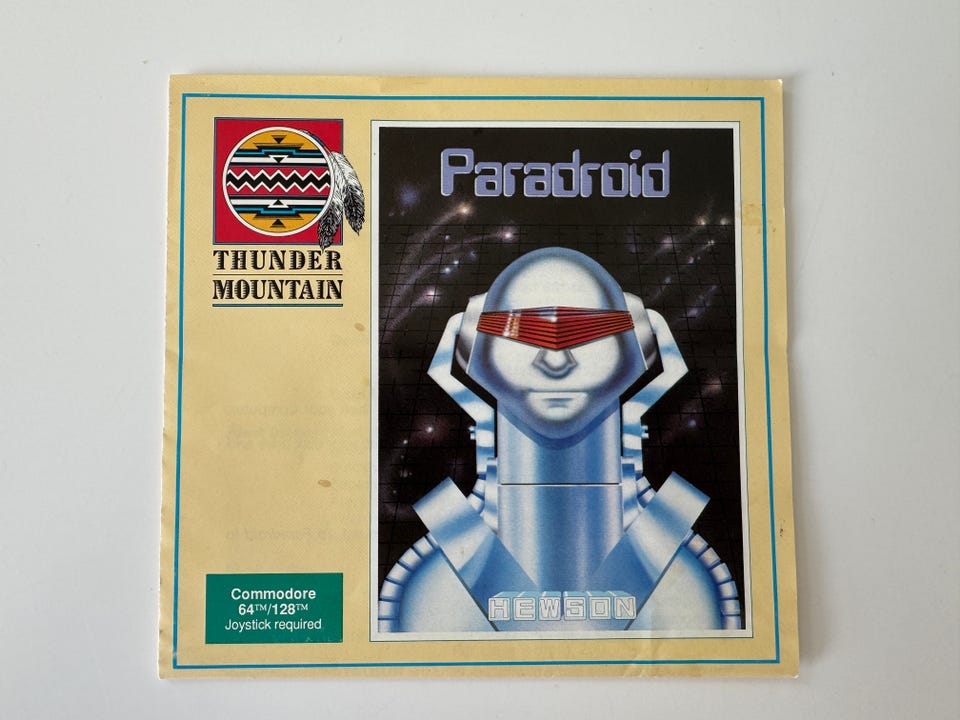 THUNDER
MOUNTAIN
Paradroid
HEWSON
Commodore
64™/128™
Joystick required